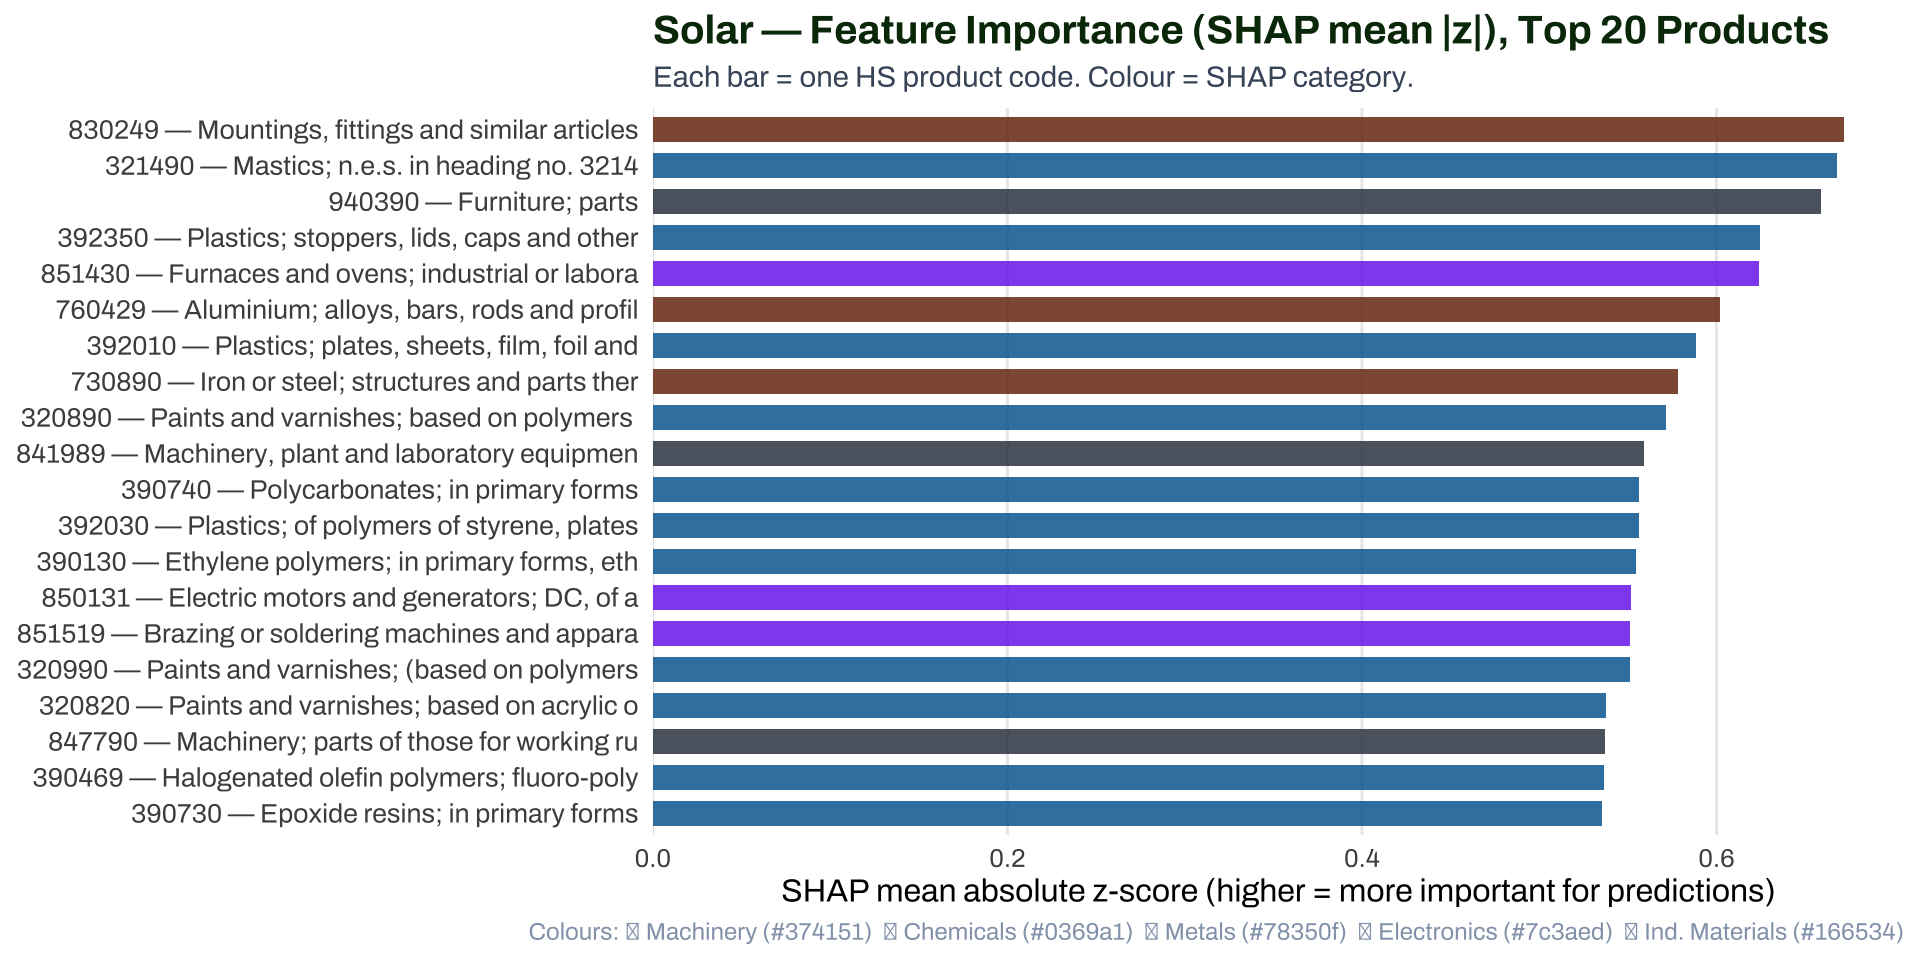 Solar — Feature Importance (SHAP mean |z|), Top 20 Products
Each bar = one HS product code. Colour = SHAP category.
830249 — Mountings, fittings and similar articles
321490 — Mastics; n.e.s. in heading no. 3214
940390 — Furniture; parts
392350 — Plastics; stoppers, lids, caps and other
851430 — Furnaces and ovens; industrial or labora
760429 — Aluminium; alloys, bars, rods and profil
392010 — Plastics; plates, sheets, film, foil and
730890 — Iron or steel; structures and parts ther
320890 — Paints and varnishes; based on polymers
841989 — Machinery, plant and laboratory equipmen
390740 — Polycarbonates; in primary forms
392030 — Plastics; of polymers of styrene, plates
390130 — Ethylene polymers; in primary forms, eth
850131 — Electric motors and generators; DC, of a
851519 — Brazing or soldering machines and appara
320990 — Paints and varnishes; (based on polymers
320820 — Paints and varnishes; based on acrylic o
847790 — Machinery; parts of those for working ru
390469 — Halogenated olefin polymers; fluoro-poly
390730 — Epoxide resins; in primary forms
0.0 0.2 0.4 0.6
SHAP mean absolute z-score (higher = more important for predictions)
Colours: Machinery (#374151) Chemicals (#0369a1) Metals (#78350f) Electronics (#7c3aed) Ind. Materials (#166534)